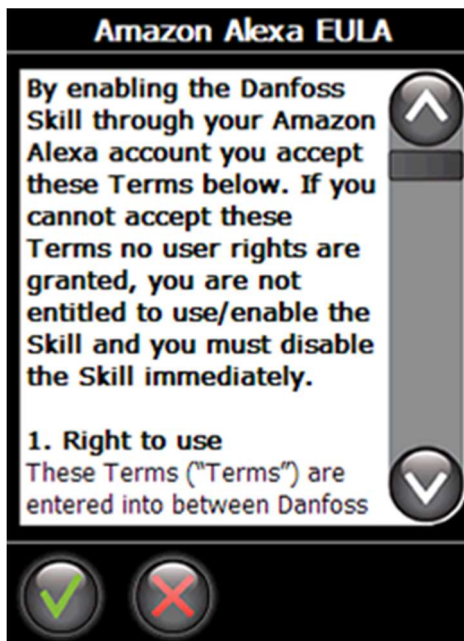 Amazon Alexa EULA
By enabling the Danfoss
Skill through your Amazon
Alexa account you accept
these Terms below. If you
cannot accept these
Terms no user rights are
granted, you are not
entitled to use/enable the
Skill and you must disable
the Skill immediately.
1. Right to use
These Terms (“Terms”) are
entered into between Danfoss